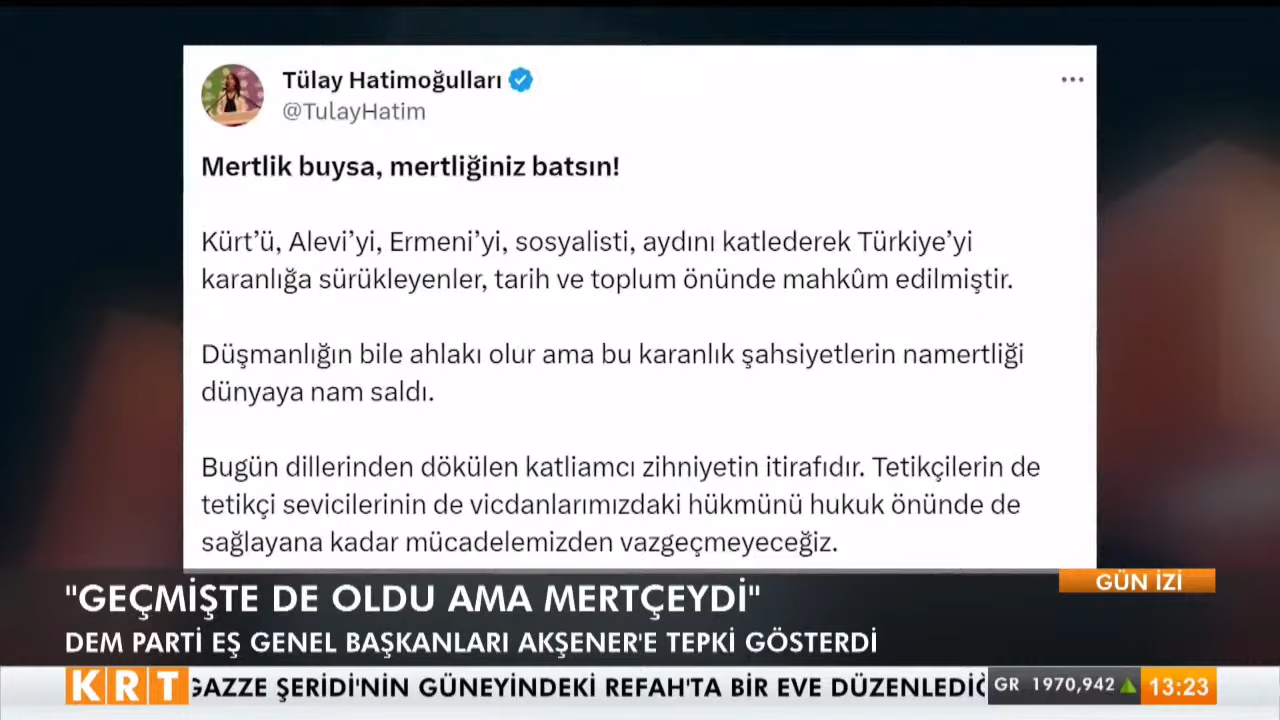 Tülay Hatimoğulları
@TulayHatim
Mertlik buysa, mertliğiniz batsın!
Kürt’ü, Alevi’yi, Ermeni’yi, sosyalisti, aydını katlederek Türkiye’yi
karanlığa sürükleyenler, tarih ve toplum önünde mahkûm edilmiştir.
Düşmanlığın bile ahlakı olur ama bu karanlık şahsiyetlerin namertliği
dünyaya nam saldı.
Bugün dillerinden dökülen katliamcı zihniyetin itirafıdır. Tetikçilerin de
tetikçi sevicilerinin de vicdanlarımızdaki hükmünü hukuk önünde de
sağlayana kadar mücadelemizden vazgeçmeyeceğiz.
GÜN İZİ
"GEÇMİŞTE DE OLDU AMA MERTÇEYDİ"
DEM PARTİ EŞ GENEL BAŞKANLARI AKŞENER'E TEPKİ GÖSTERDİ
KRT GAZZE ŞERİDİ'NİN GÜNEYİNDEKİ REFAH'TA BİR EVE DÜZENLEDİĞ GR 1970,942 13:23